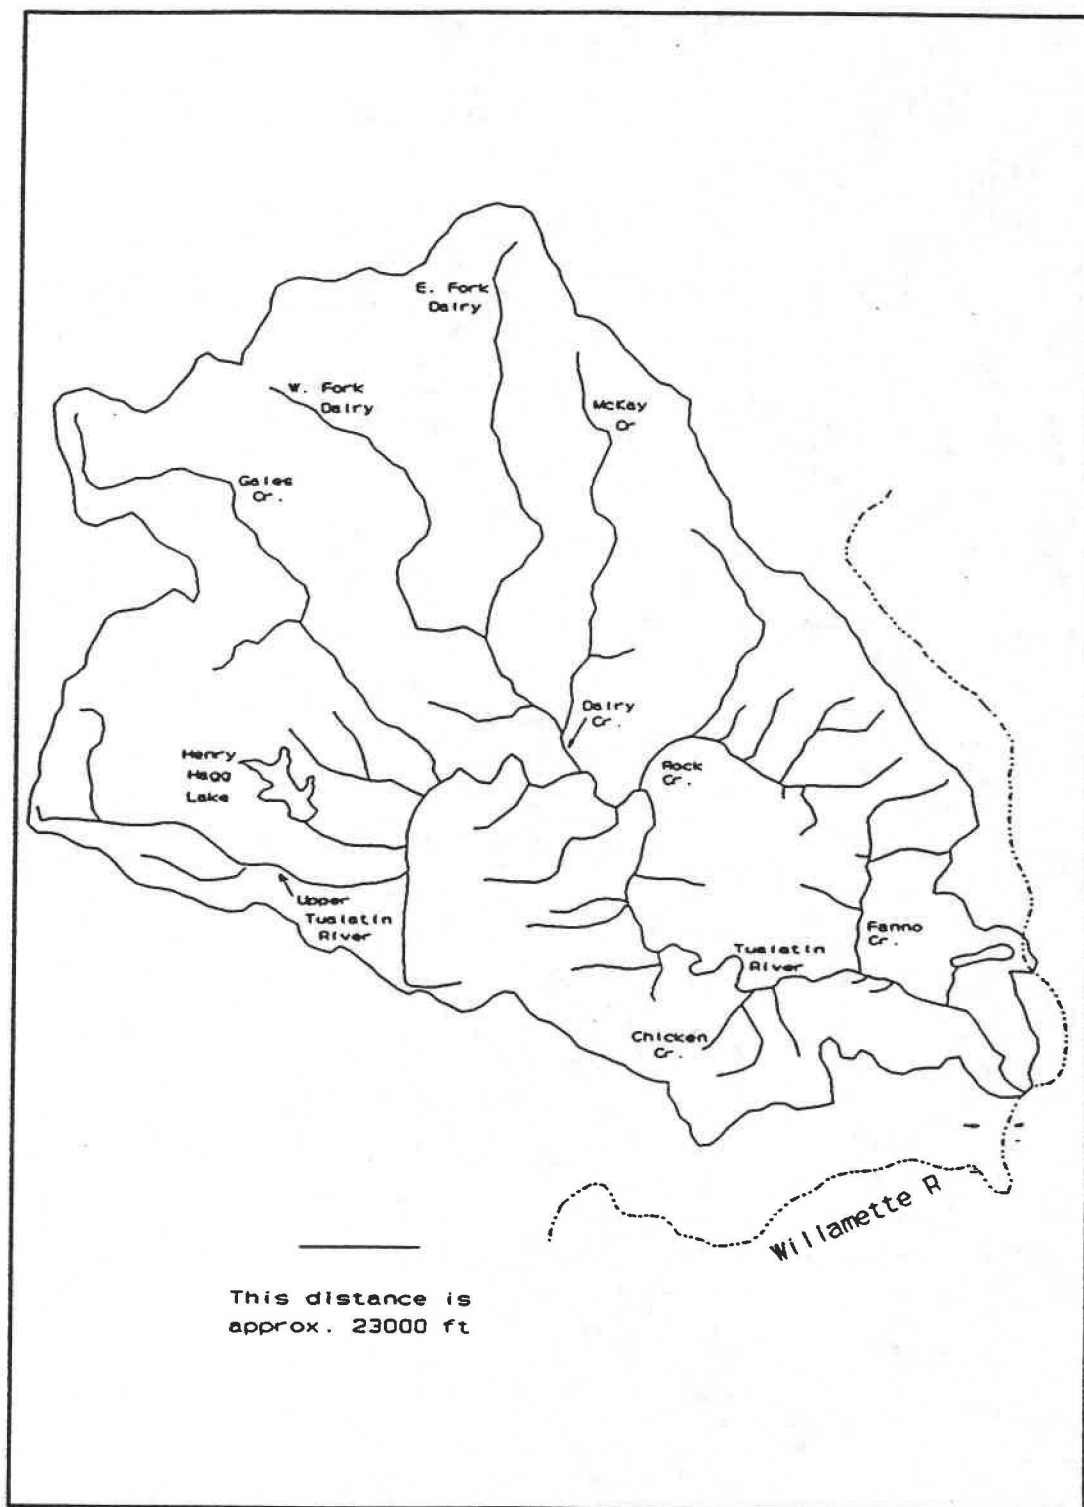 E. Fork
Dairy
W. Fork
Dairy
McKay
Cr
Gales
Cr.
Dairy
Cr.
Henry
Hagg
Lake
Rock
Cr.
Upper
Tualatin
River
Fanno
Cr.
Tualatin
River
Chicken
Cr.
Willamette R
This distance is
approx. 23000 ft